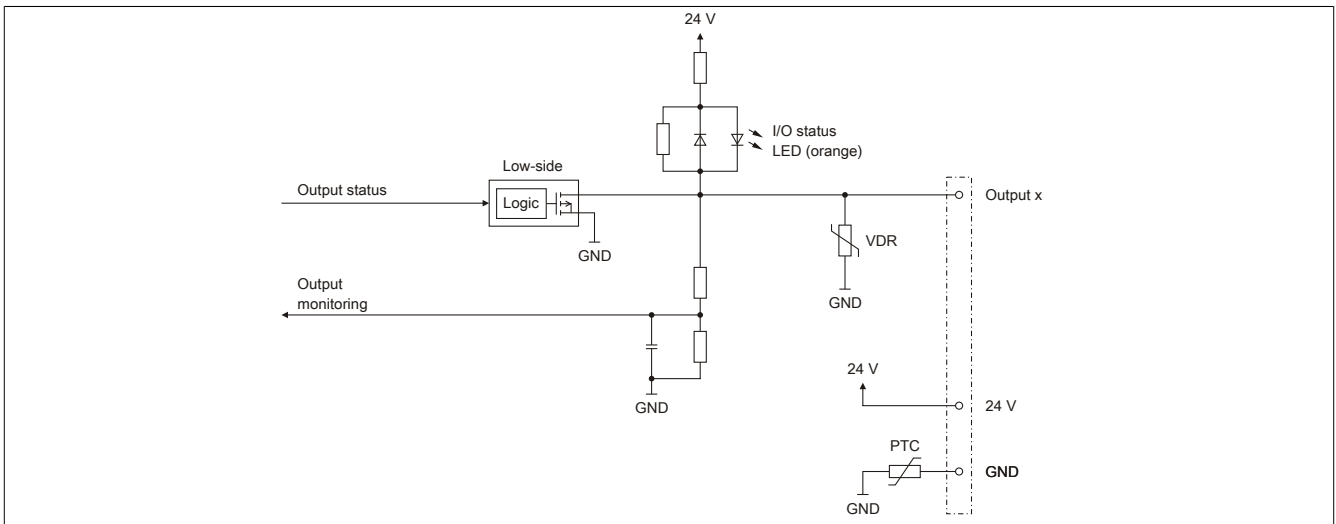 24 V
I/O status
LED (orange)
Low-side
Output status
Logic
Output x
GND
VDR
Output
monitoring
GND
24 V
GND
24 V
PTC
GND
GND